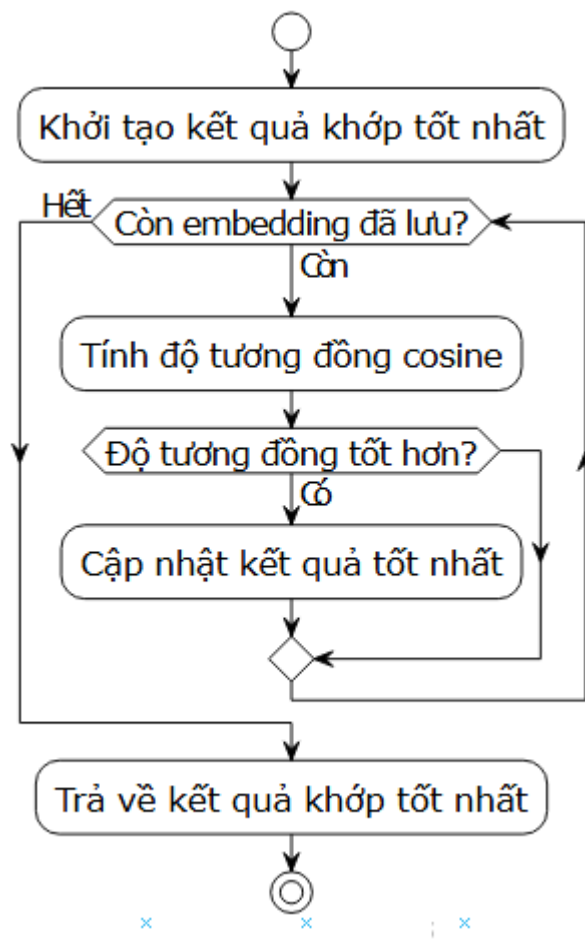 Khởi tạo kết quả khớp tốt nhất
Hết
Còn embedding đã lưu?
Còn
Tính độ tương đồng cosine
Độ tương đồng tốt hơn?
Có
Cập nhật kết quả tốt nhất
Trả về kết quả khớp tốt nhất